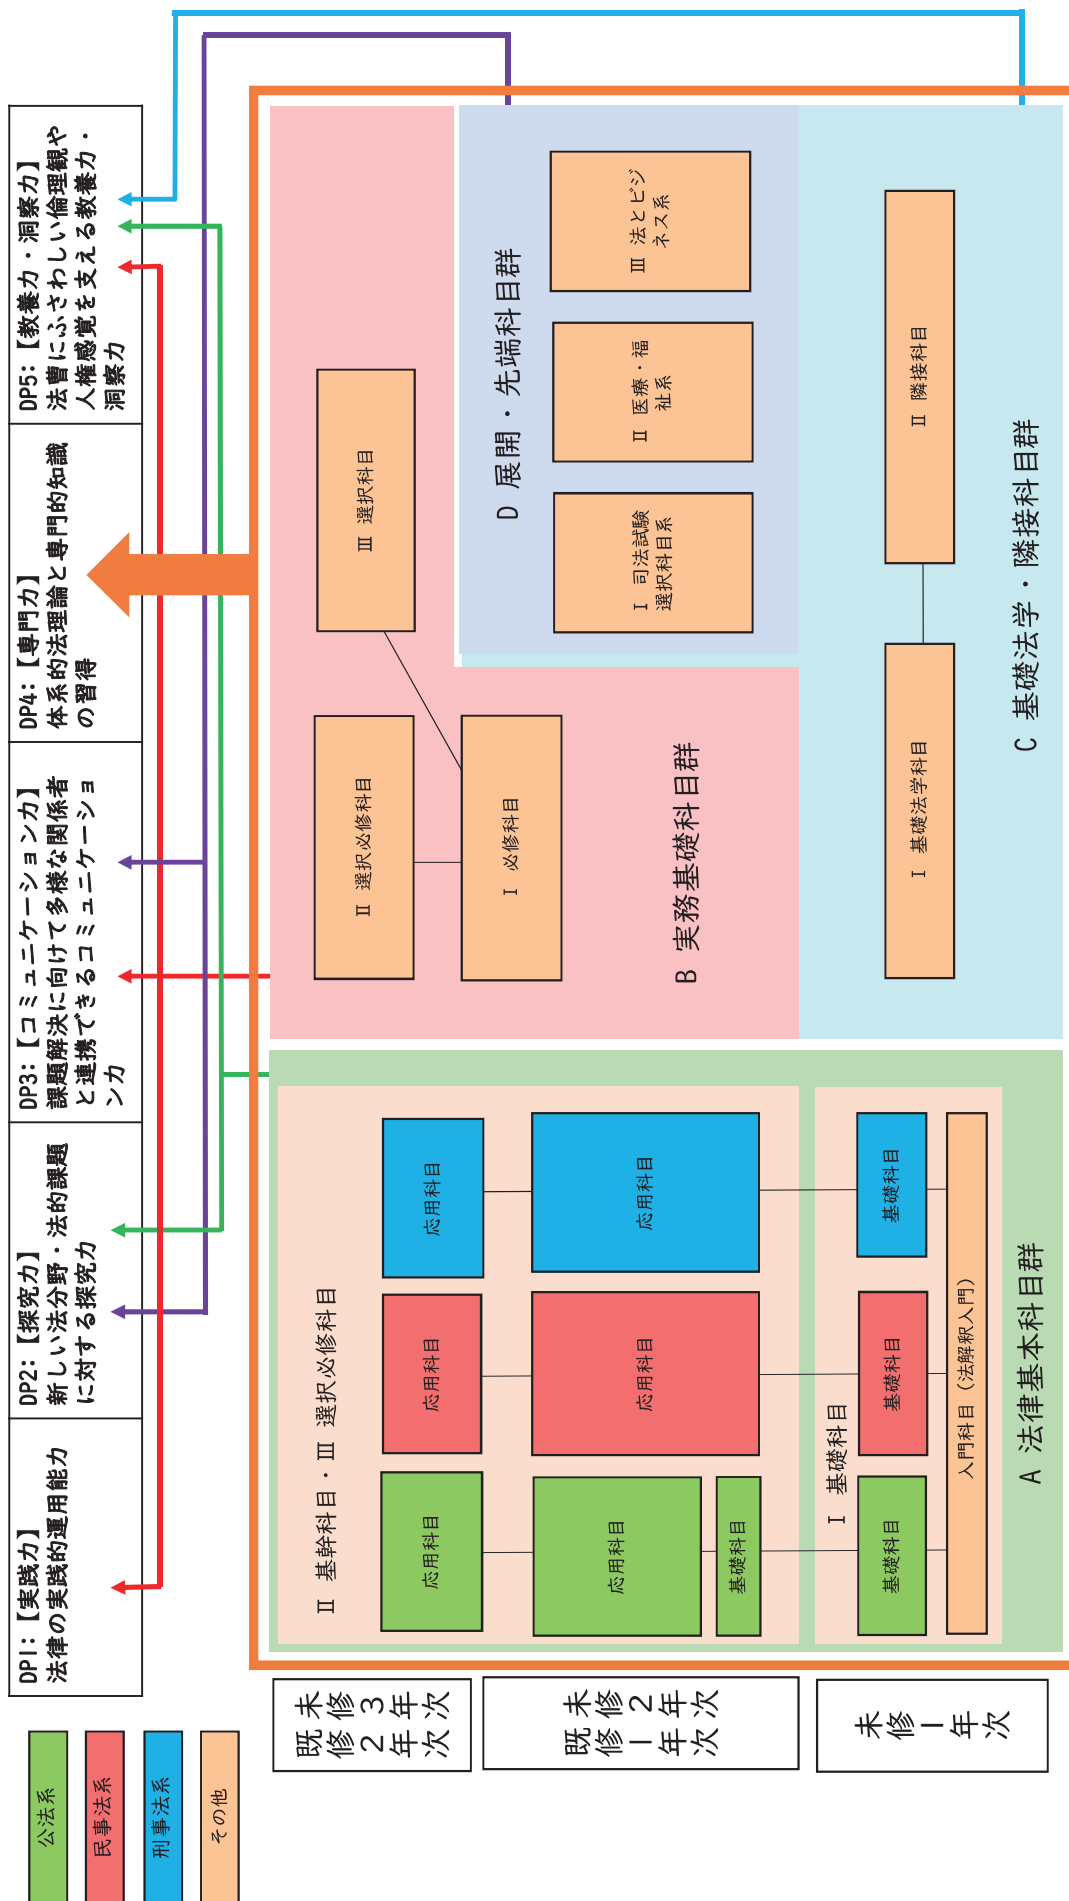 DP1:【実践力】
法律の実践的運用能力
DP2:【探究力】
新しい法分野・法的課題
に対する探究力
DP3:【コミュニケーション力】
課題解決に向けて多様な関係者
と連携できるコミュニケーショ
ン力
DP4:【専門力】
体系的法理論と専門的知識
の習得
DP5:【教養力・洞察力】
法曹にふさわしい倫理観や
人権感覚を支える教養力・
洞察力
公法系
民事法系
刑事法系
その他
既 未
修 修
2 3
年 年
次 次
既 未
修 修
1 2
年 年
次 次
未
修
1
年
次
Ⅱ 基幹科目・Ⅲ 選択必修科目
応用科目
応用科目
応用科目
応用科目
応用科目
応用科目
基礎科目
Ⅰ 基礎科目
基礎科目
基礎科目
基礎科目
入門科目(法解釈入門)
A 法律基本科目群
Ⅱ 選択必修科目
Ⅲ 選択科目
Ⅰ 必修科目
B 実務基礎科目群
D 展開・先端科目群
Ⅰ 司法試験
選択科目系
Ⅱ 医療・福
祉系
Ⅲ 法とビジ
ネス系
Ⅰ 基礎法学科目
Ⅱ 隣接科目
C 基礎法学・隣接科目群